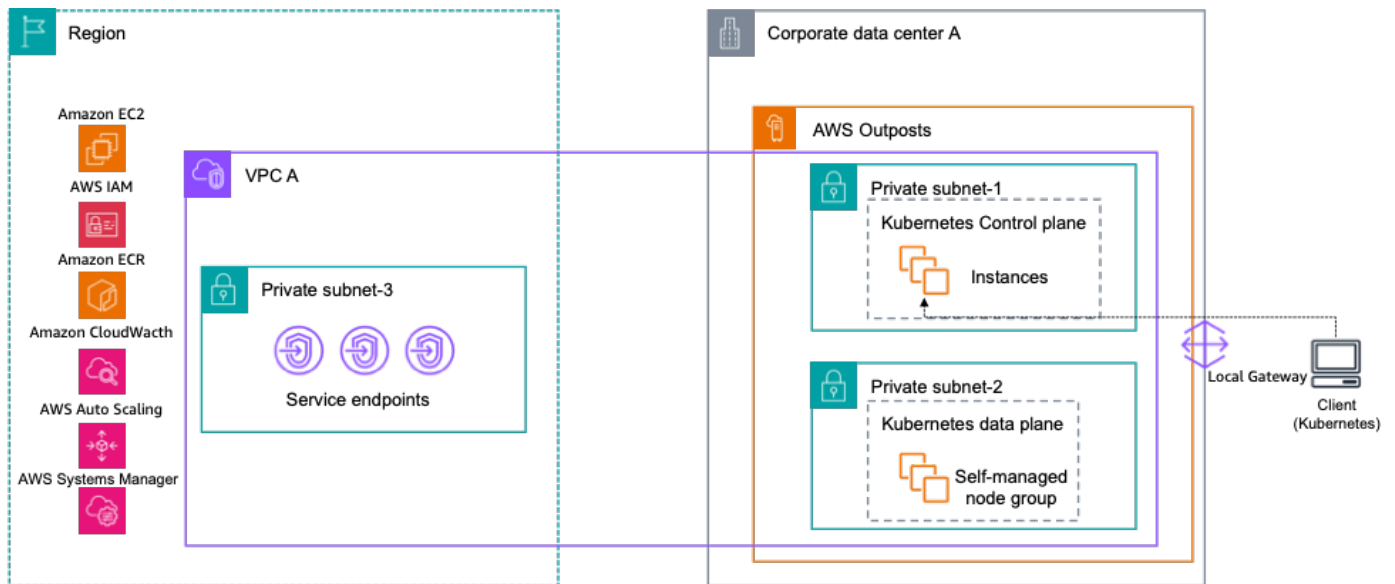 Region
Amazon EC2
AWS IAM
Amazon ECR
Amazon CloudWacth
AWS Auto Scaling
AWS Systems Manager
VPC A
Private subnet-3
Service endpoints
Corporate data center A
AWS Outposts
Private subnet-1
Kubernetes Control plane
Instances
Private subnet-2
Kubernetes data plane
Self-managed
node group
Local Gateway
Client
(Kubernetes)